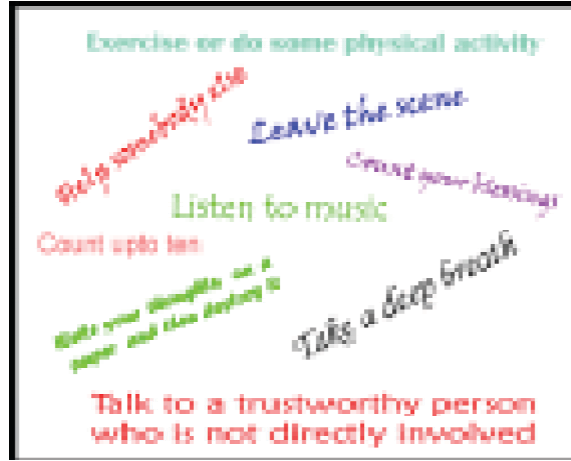 Exercise or do some physical activity
Help somebody else
Leave the scene
Count your blessings
Listen to music
Count upto ten
Write your thoughts on a
paper and then destroy it
Take a deep breath
Talk to a trustworthy person
who is not directly involved